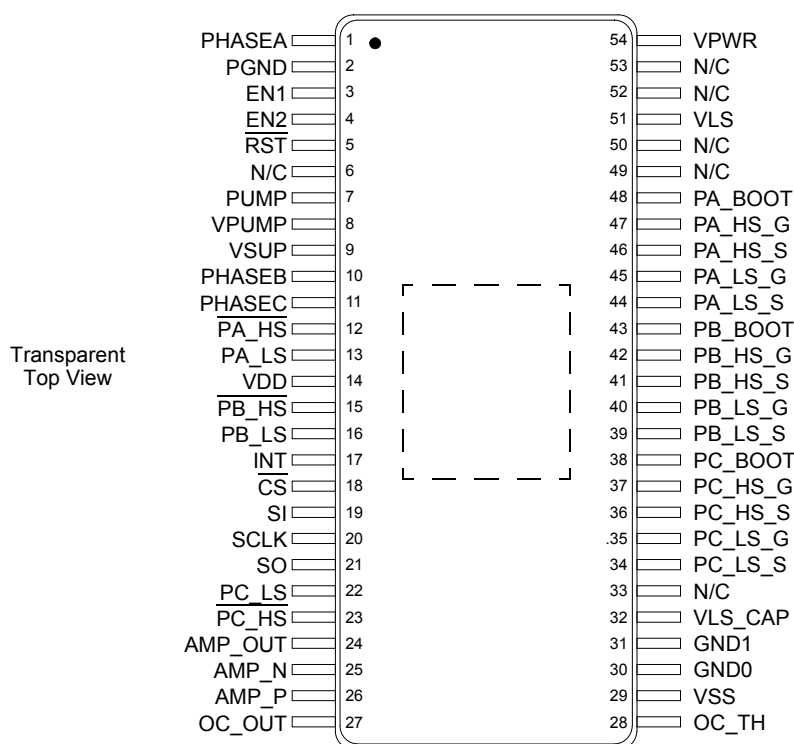 PHASEA 1 54 VPWR
PGND 2 53 N/C
EN1 3 52 N/C
EN2 4 51 VLS
RST 5 50 N/C
N/C 6 49 N/C
PUMP 7 48 PA_BOOT
VPUMP 8 47 PA_HS_G
VSUP 9 46 PA_HS_S
PHASEB 10 45 PA_LS_G
PHASEC 11 44 PA_LS_S
PA_HS 12 43 PB_BOOT
Transparent
Top View
PA_LS 13 42 PB_HS_G
VDD 14 41 PB_HS_S
PB_HS 15 40 PB_LS_G
PB_LS 16 39 PB_LS_S
INT 17 38 PC_BOOT
CS 18 37 PC_HS_G
SI 19 36 PC_HS_S
SCLK 20 .35 PC_LS_G
SO 21 34 PC_LS_S
PC_LS 22 33 N/C
PC_HS 23 32 VLS_CAP
AMP_OUT 24 31 GND1
AMP_N 25 30 GND0
AMP_P 26 29 VSS
OC_OUT 27 28 OC_TH